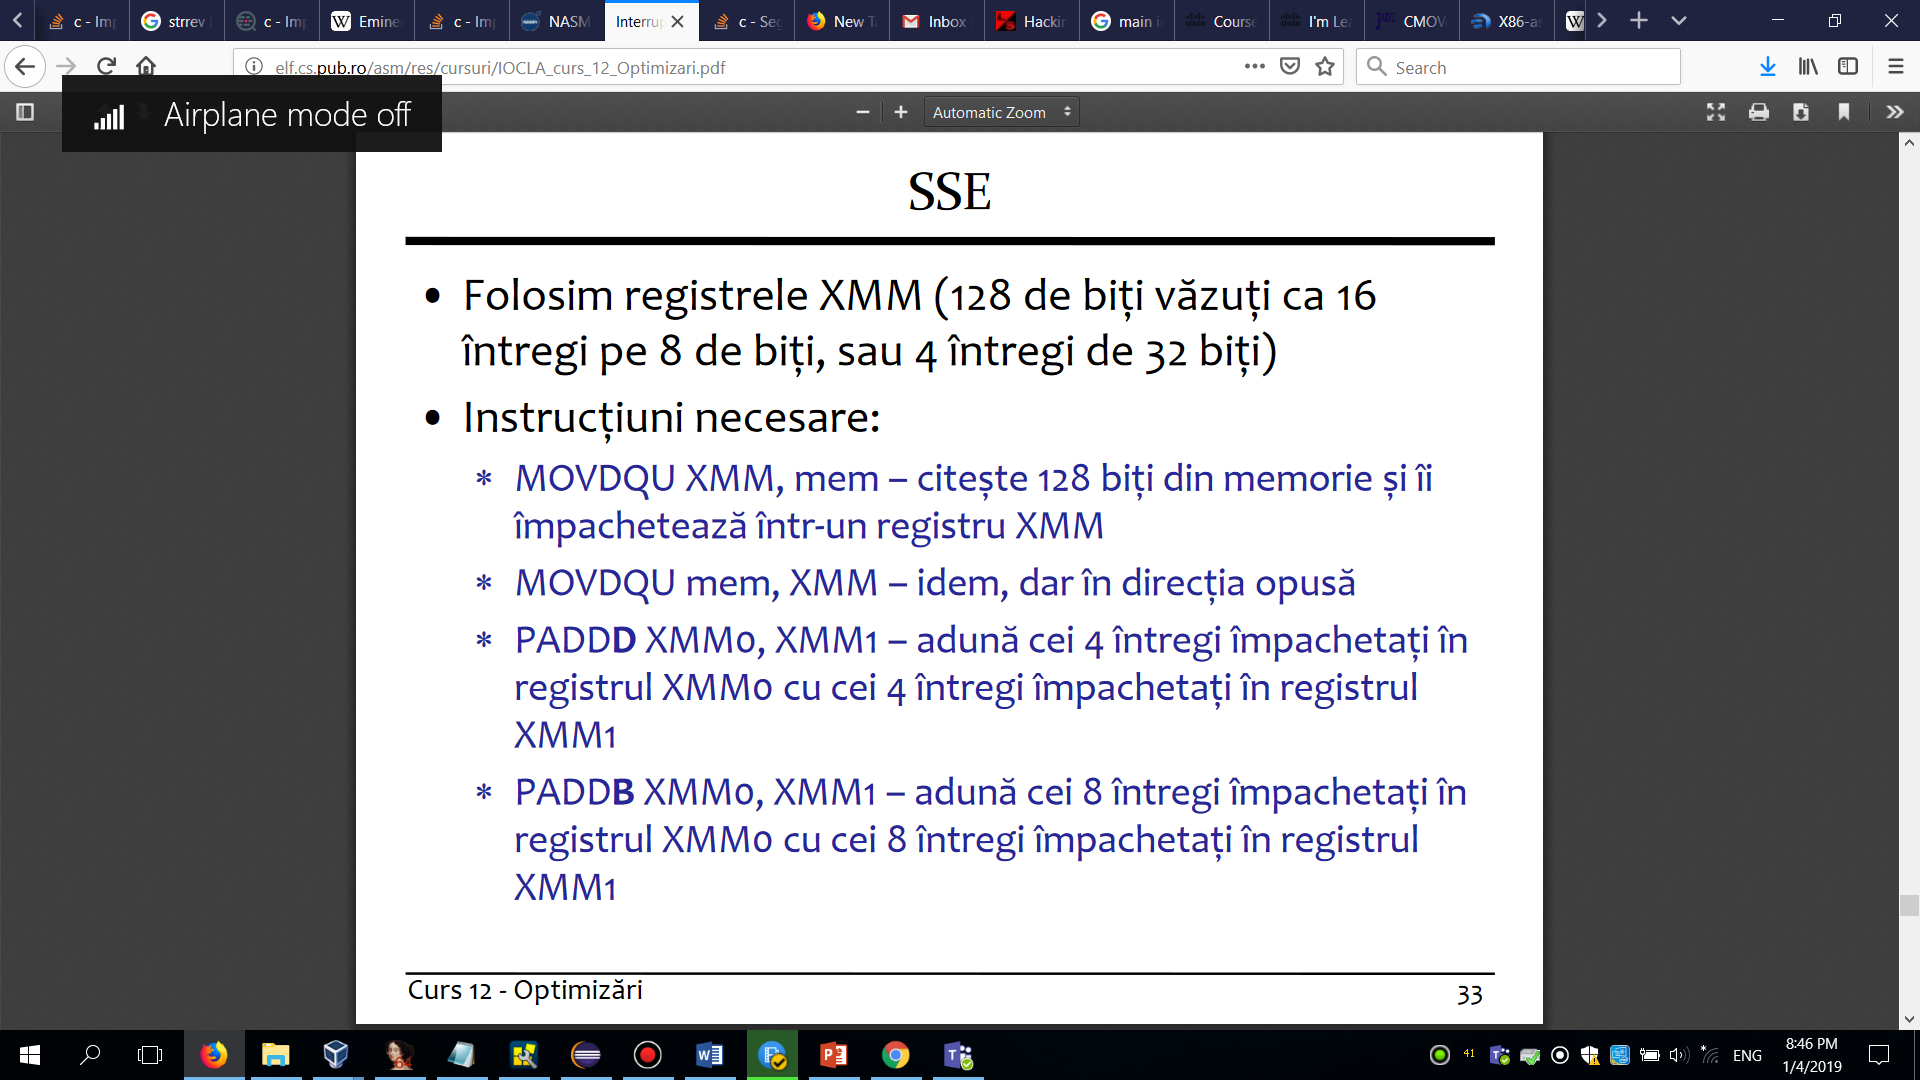 c - Imp
strrev i
c - Imp
W Emine
c - Imp
NASM
Interrup
c - Seg
New Ta
Inbox
Hackin
main i
Course
I'm Lea
CMOV
X86-as
W
elf.cs.pub.ro/asm/res/cursuri/IOCLA_curs_12_Optimizari.pdf
Search
Airplane mode off
Automatic Zoom
SSE
• Folosim registrele XMM (128 de biți văzuți ca 16
întregi pe 8 de biți, sau 4 întregi de 32 biți)
• Instrucțiuni necesare:
* MOVDQU XMM, mem – citește 128 biți din memorie și îi
împachetează într-un registru XMM
* MOVDQU mem, XMM – idem, dar în direcția opusă
* PADDD XMM0, XMM1 – adună cei 4 întregi împachetați în
registrul XMM0 cu cei 4 întregi împachetați în registrul
XMM1
* PADDB XMM0, XMM1 – adună cei 8 întregi împachetați în
registrul XMM0 cu cei 8 întregi împachetați în registrul
XMM1
Curs 12 - Optimizări
33
41
ENG
8:46 PM
1/4/2019